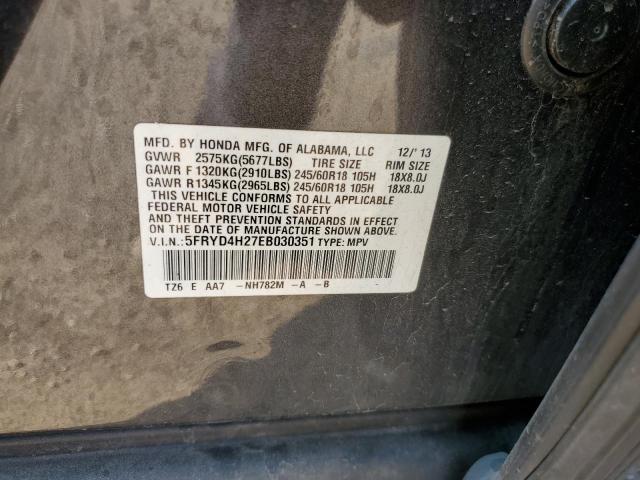 MFD. BY HONDA MFG. OF ALABAMA, LLC 12/'13
GVWR 2575KG(5677LBS) TIRE SIZE RIM SIZE
GAWR F 1320KG(2910LBS) 245/60R18 105H 18X8.0J
GAWR R 1345KG(2965LBS) 245/60R18 105H 18X8.0J
THIS VEHICLE CONFORMS TO ALL APPLICABLE
FEDERAL MOTOR VEHICLE SAFETY
AND THEFT PREVENTION STANDARDS IN EFFECT
ON THE DATE OF MANUFACTURE SHOWN ABOVE.
V.I.N.: 5FRYD4H27EB030351 TYPE: MPV
TZ6 E AA7 -NH782M -A -B -